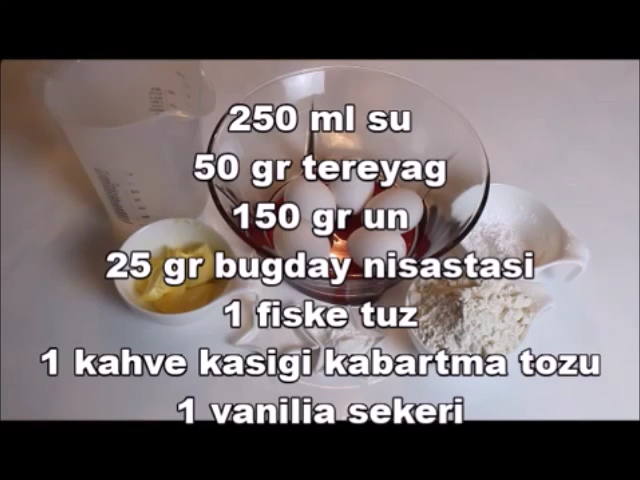 250 ml su
50 gr tereyag
150 gr un
25 gr bugday nisastasi
1 fiske tuz
1 kahve kasigi kabartma tozu
1 vanilia sekeri